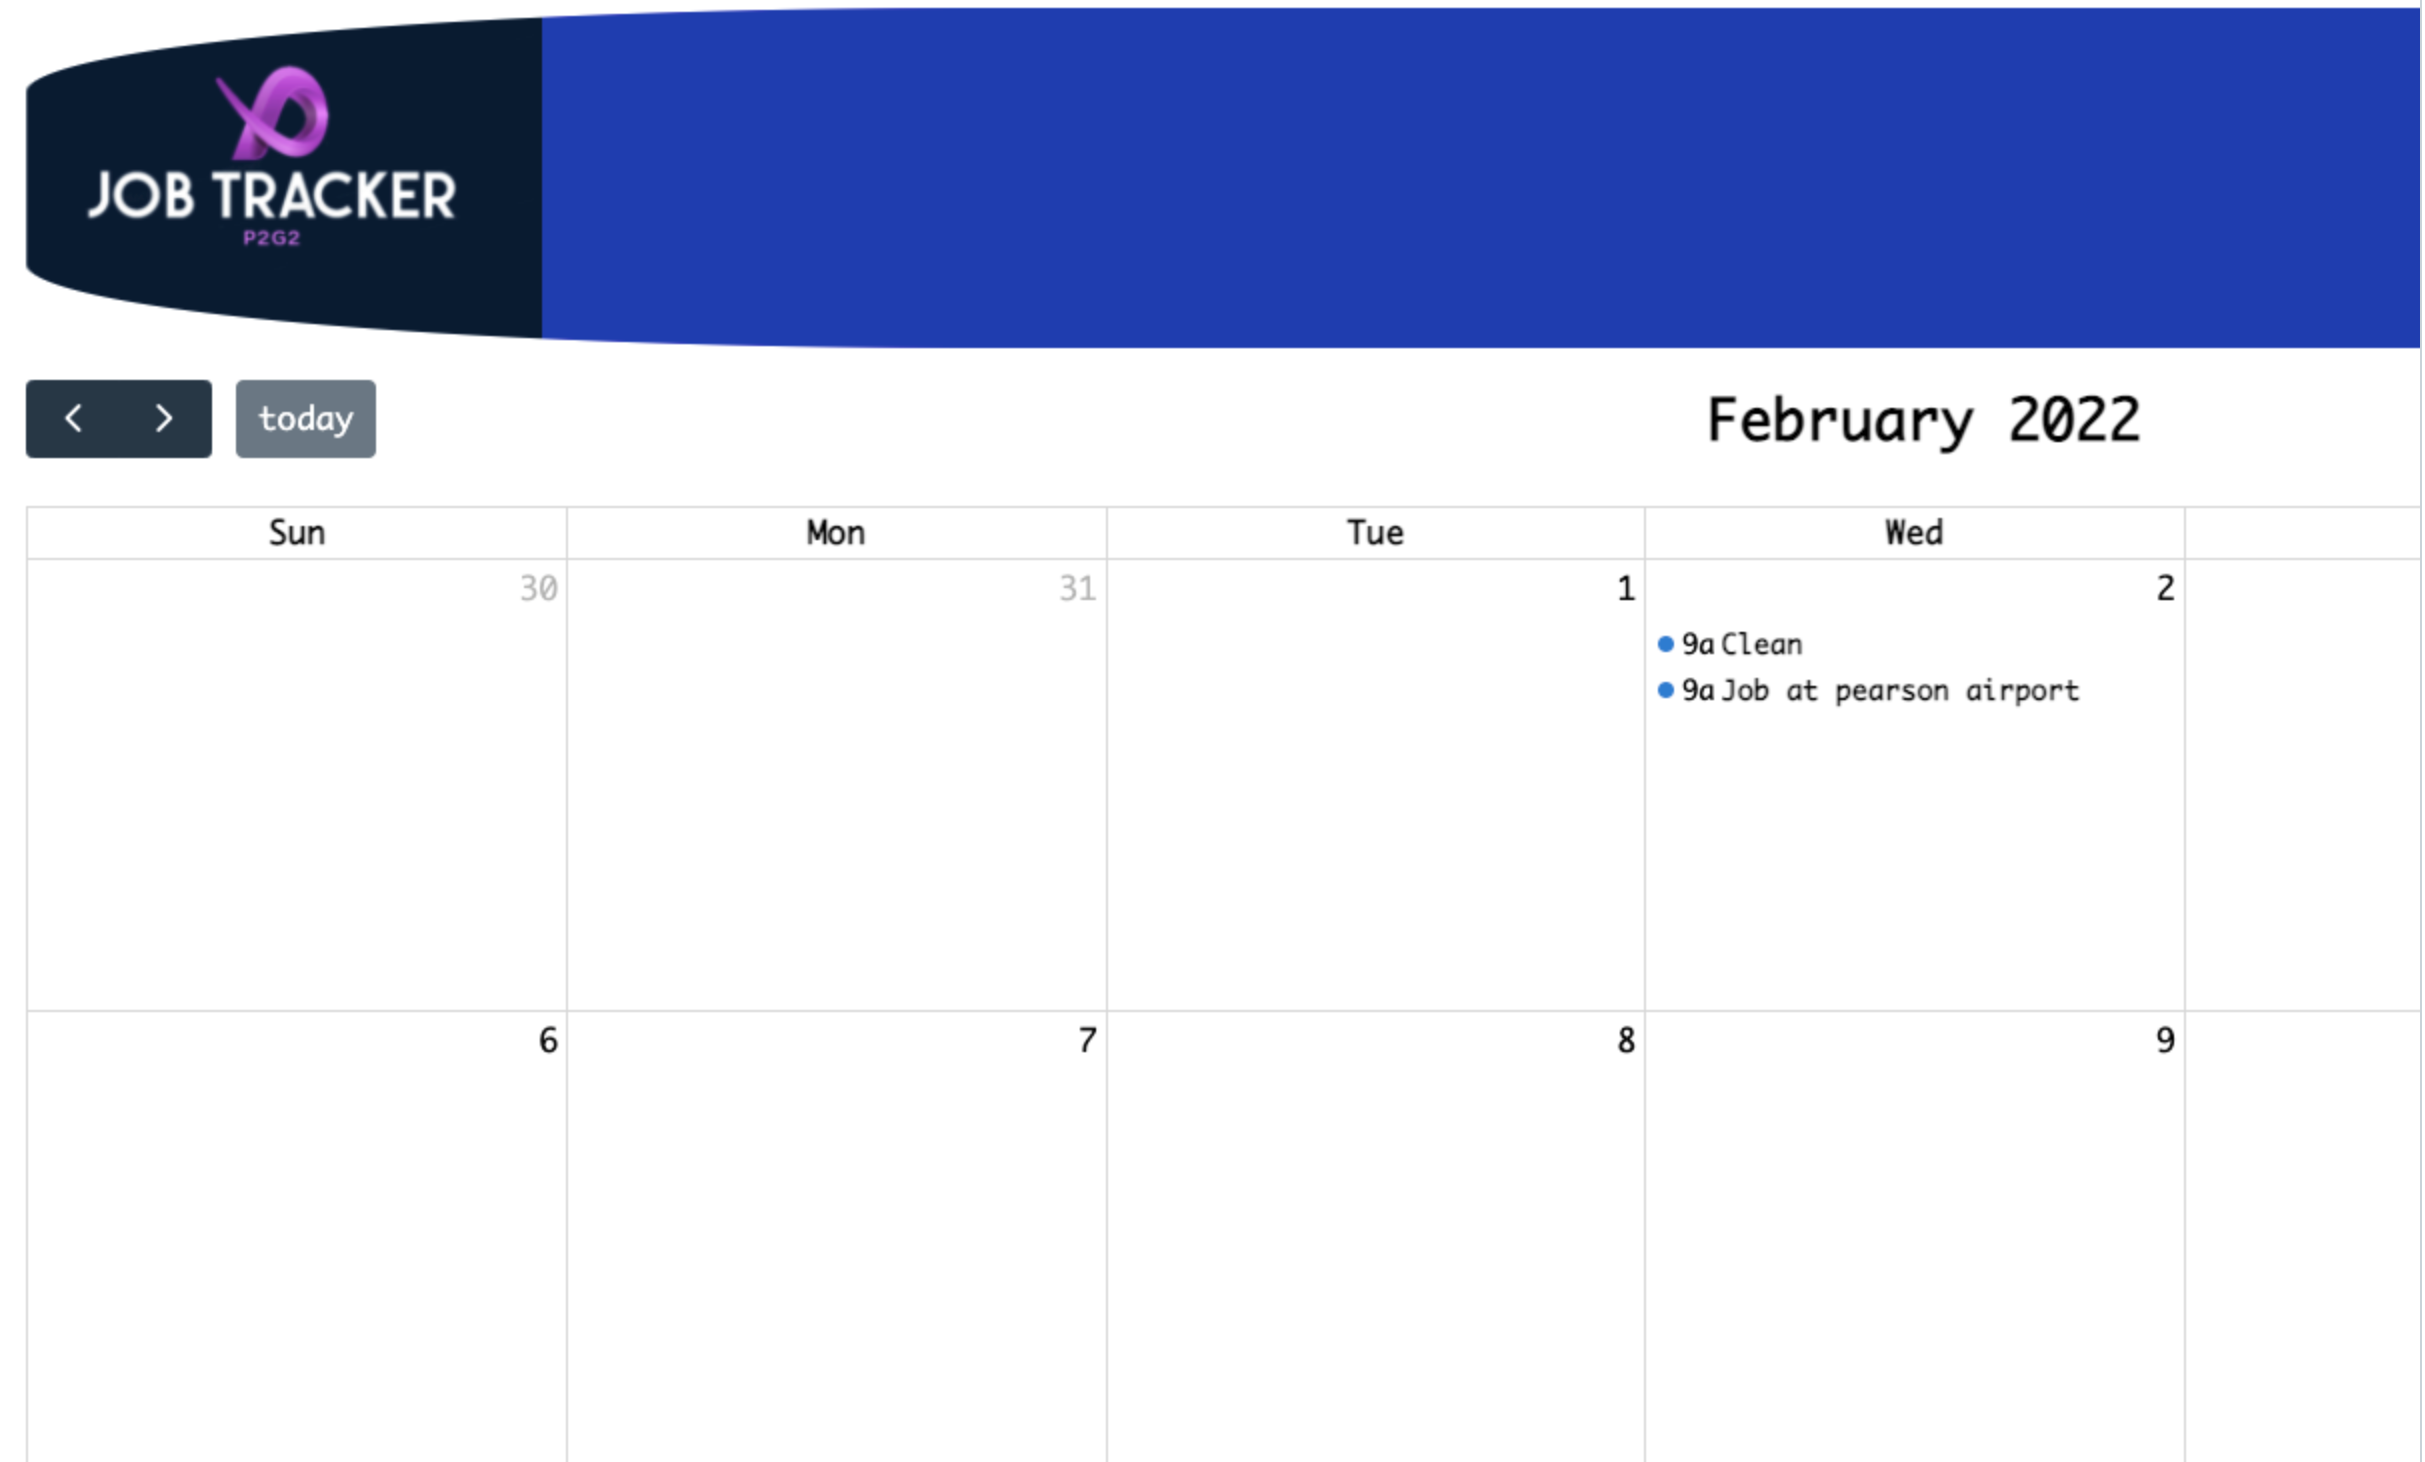 JOB TRACKER
P2G2
today
February 2022
Sun Mon Tue Wed
30 31 1 2
9a Clean
9a Job at pearson airport
6 7 8 9